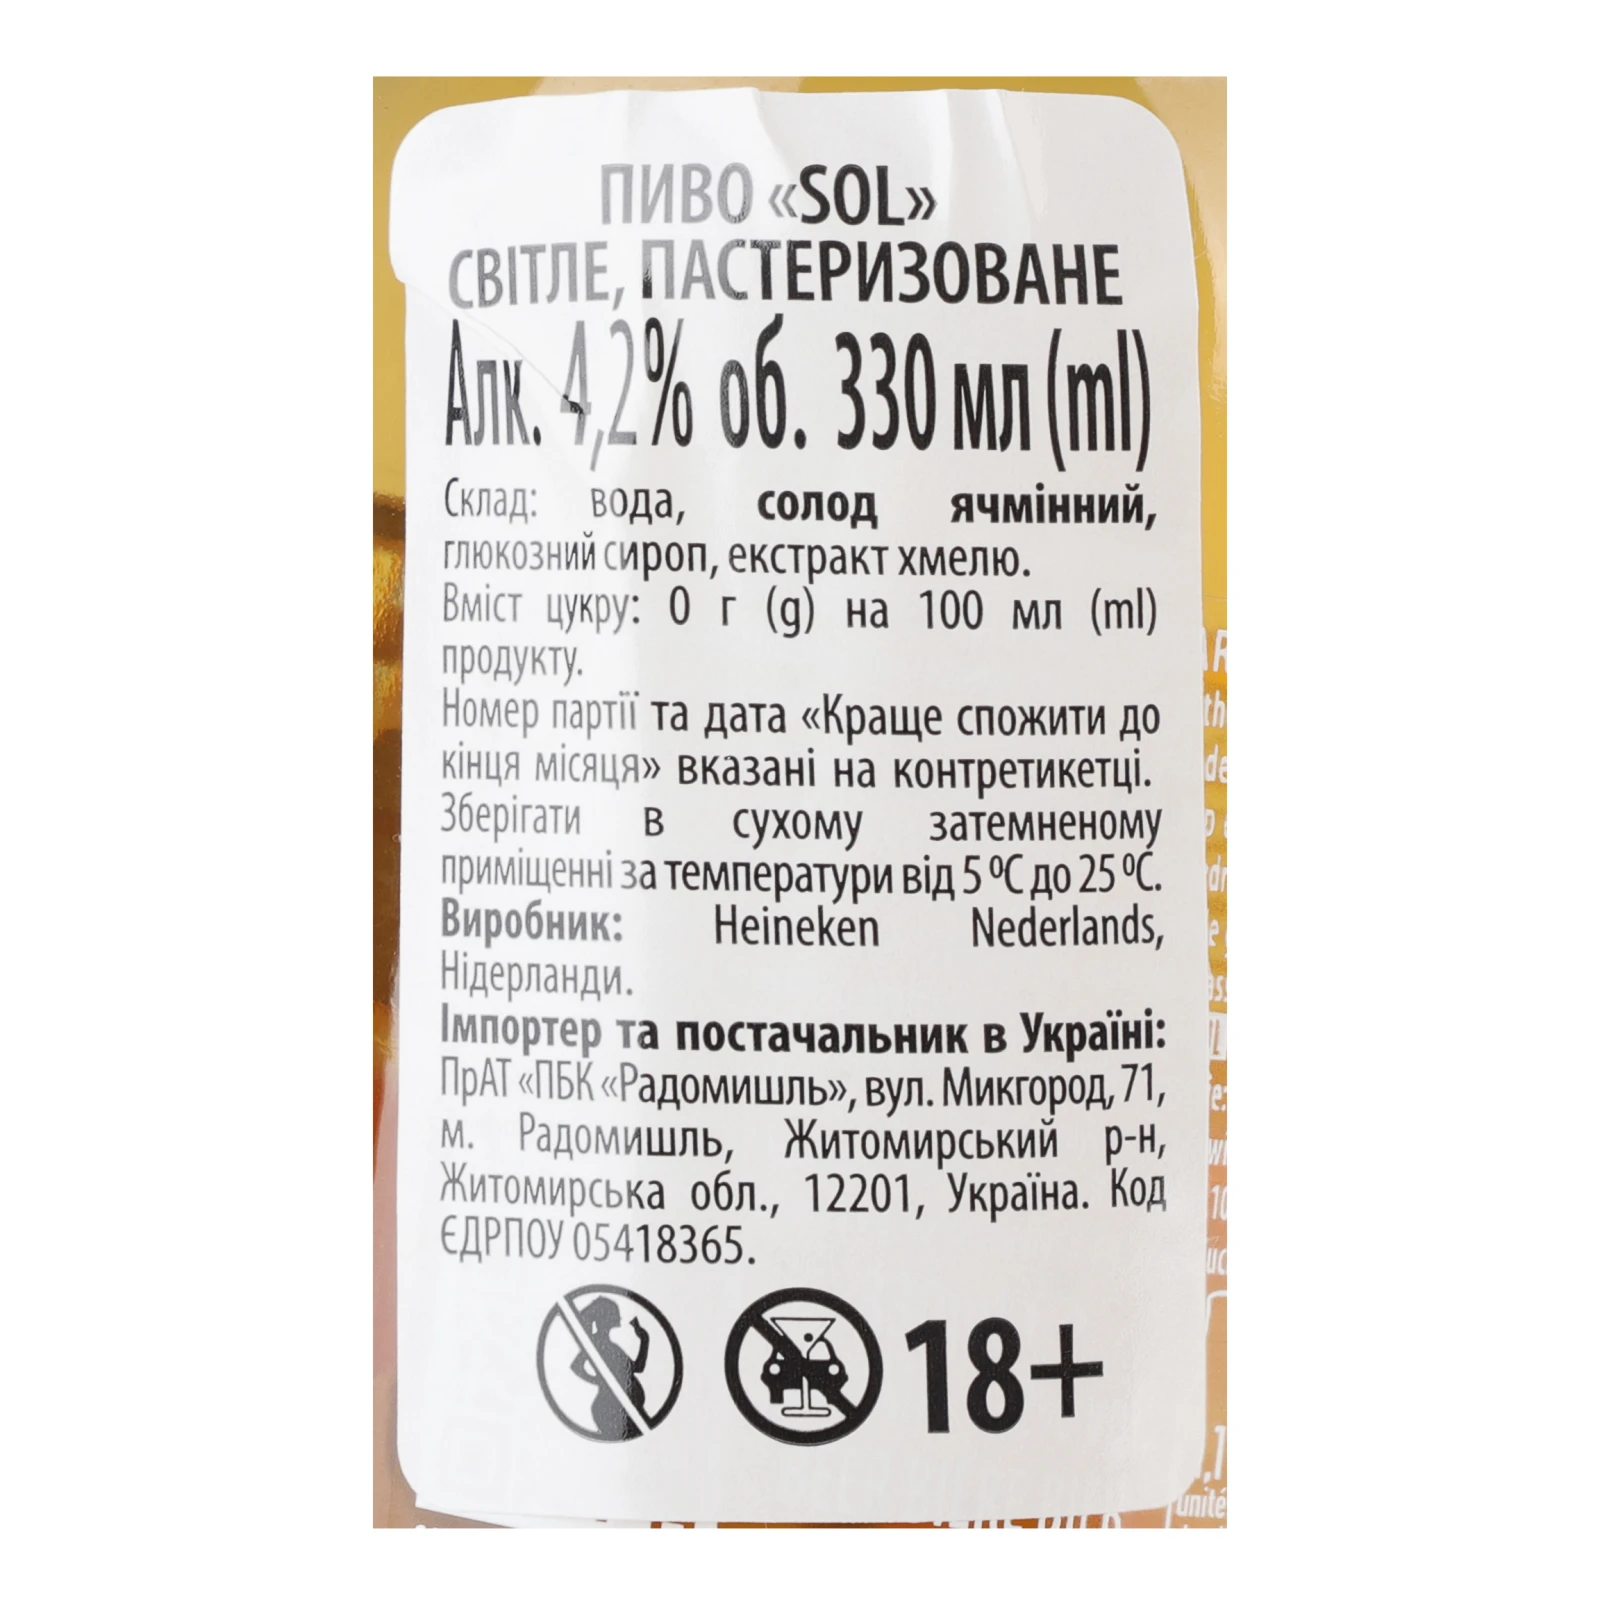 ПИВО «SOL»
СВІТЛЕ, ПАСТЕРИЗОВАНЕ
Алк. 4,2% об. 330 мл (ml)
Склад: вода, солод ячмінний,
глюкозний сироп, екстракт хмелю.
Вміст цукру: 0 г (g) на 100 мл (ml)
продукту.
Номер партії та дата «Краще спожити до
кінця місяця» вказані на контретикетці.
Зберігати в сухому затемненому
приміщенні за температури від 5 ºС до 25 ºС.
Виробник: Heineken Nederlands,
Нідерланди.
Імпортер та постачальник в Україні:
ПрАТ «ПБК «Радомишль», вул. Микгород, 71,
м. Радомишль, Житомирський р-н,
Житомирська обл., 12201, Україна. Код
ЄДРПОУ 05418365.
18+